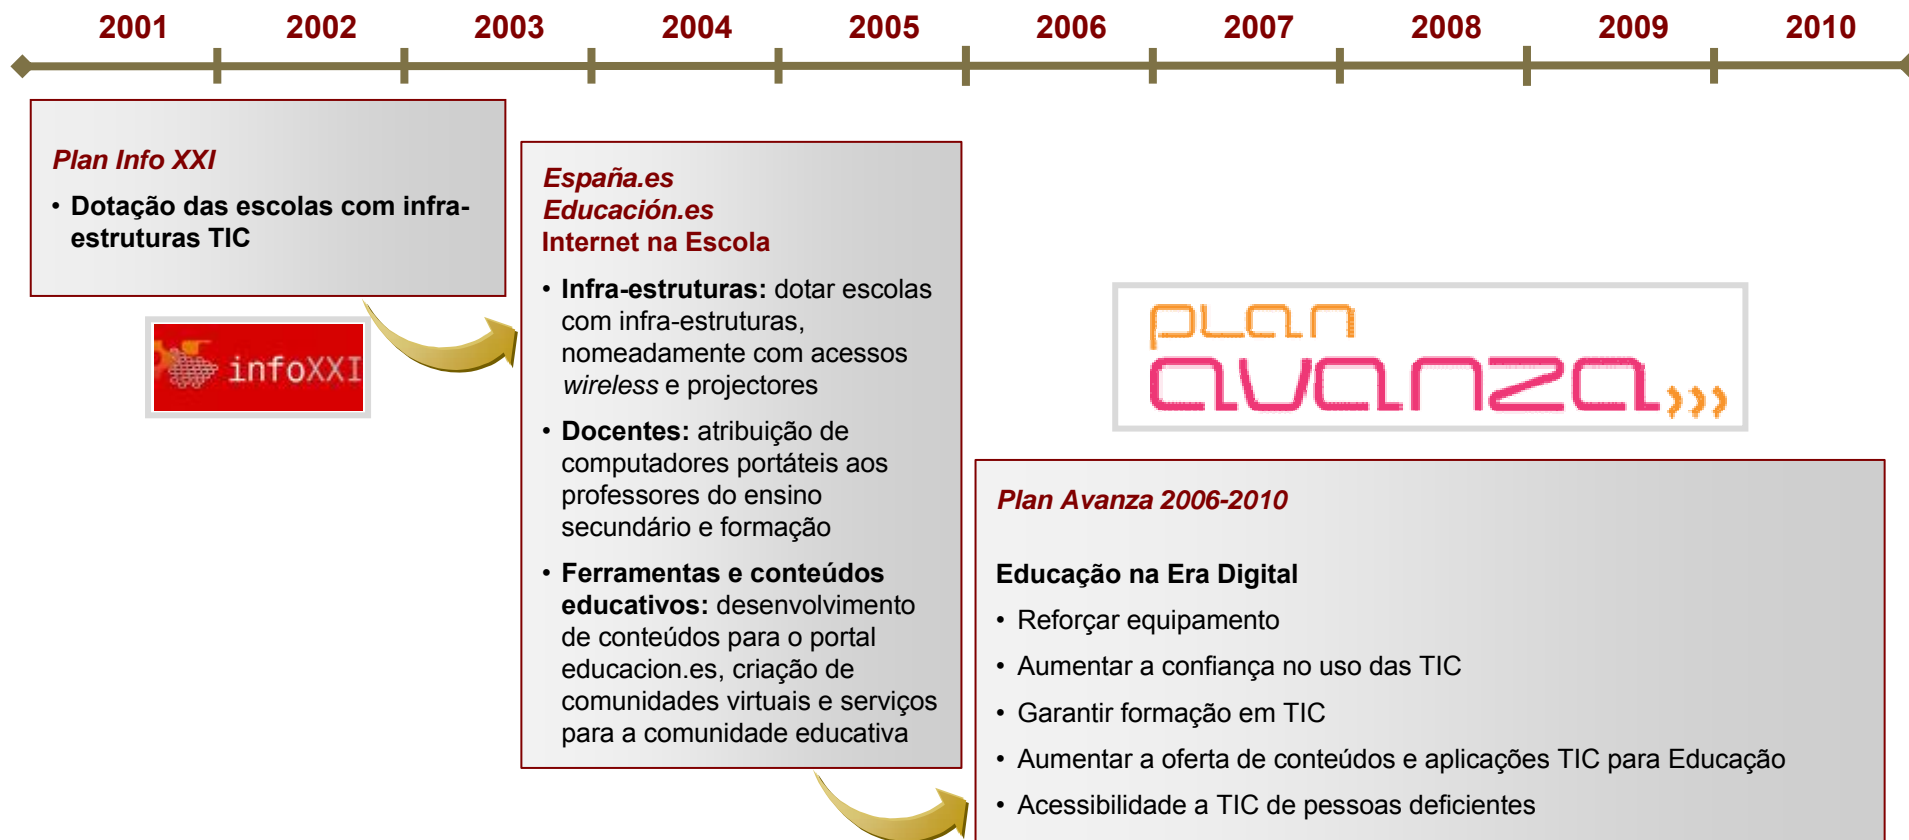 2001 2002 2003 2004 2005 2006 2007 2008 2009 2010
Plan Info XXI
• Dotação das escolas com infra-
estruturas TIC
infoXXI
España.es
Educación.es
Internet na Escola
• Infra-estruturas: dotar escolas
com infra-estruturas,
nomeadamente com acessos
wireless e projectores
• Docentes: atribuição de
computadores portáteis aos
professores do ensino
secundário e formação
• Ferramentas e conteúdos
educativos: desenvolvimento
de conteúdos para o portal
educacion.es, criação de
comunidades virtuais e serviços
para a comunidade educativa
plan
avanza
Plan Avanza 2006-2010
Educação na Era Digital
• Reforçar equipamento
• Aumentar a confiança no uso das TIC
• Garantir formação em TIC
• Aumentar a oferta de conteúdos e aplicações TIC para Educação
• Acessibilidade a TIC de pessoas deficientes